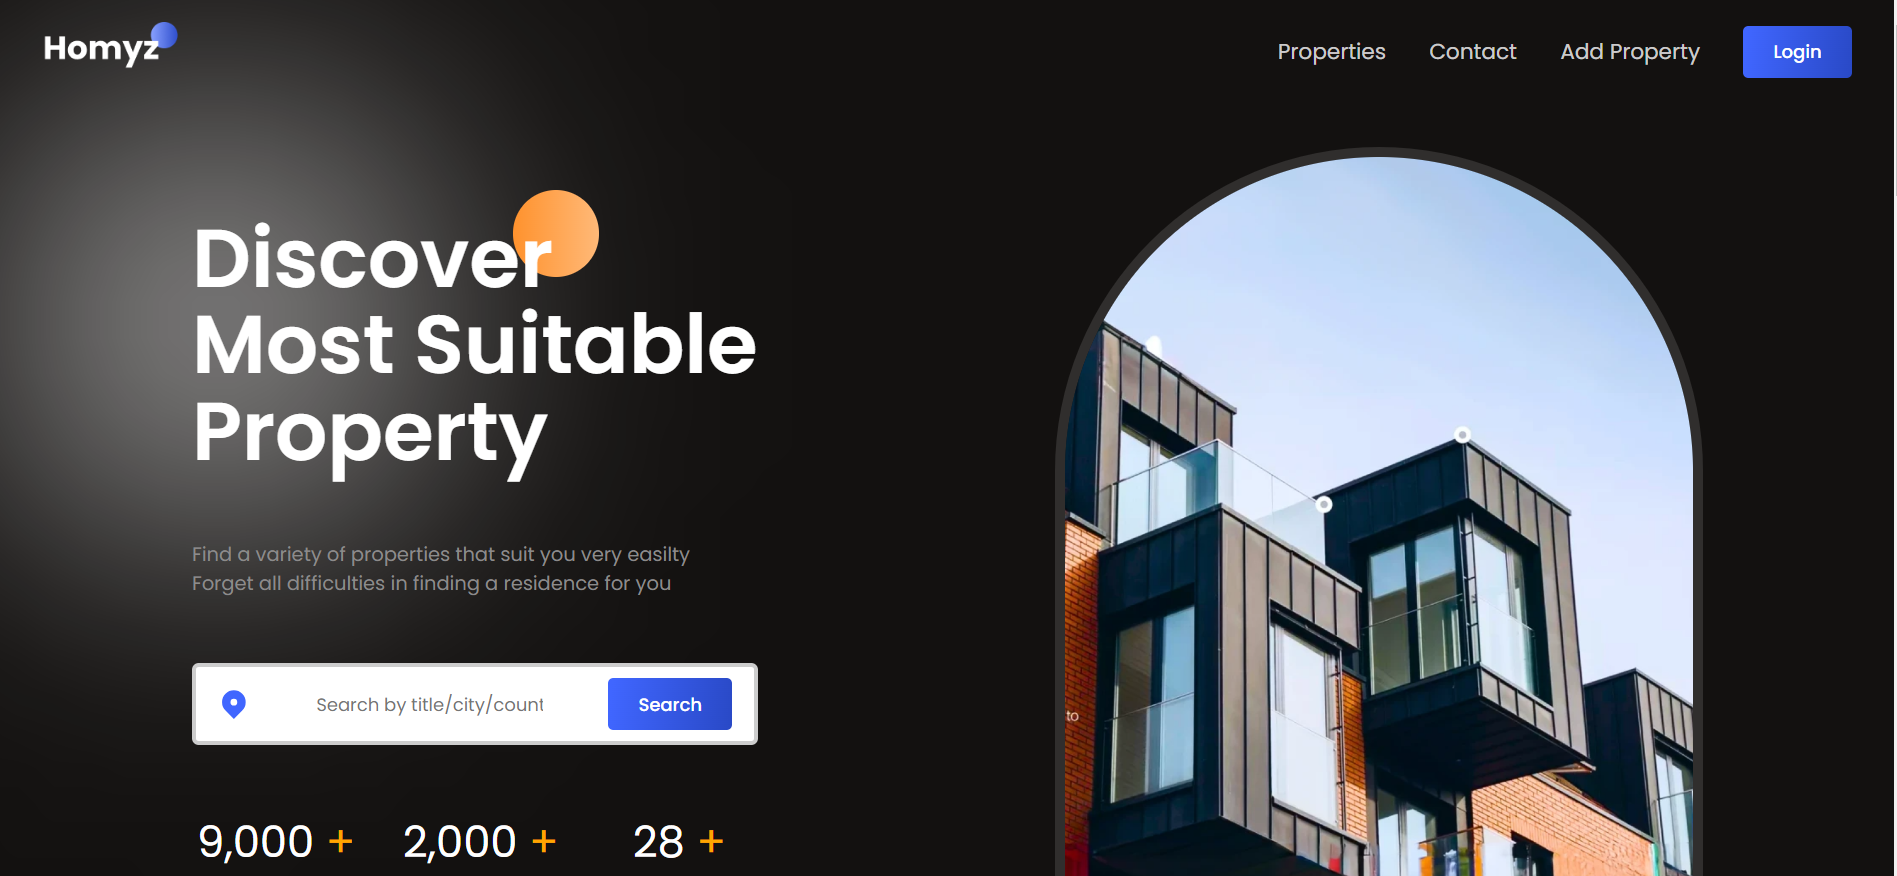 Homyz
Properties Contact Add Property Login
Discover
Most Suitable
Property
Find a variety of properties that suit you very easilty
Forget all difficulties in finding a residence for you
Search by title/city/count
Search
to
9,000 + 2,000 + 28 +